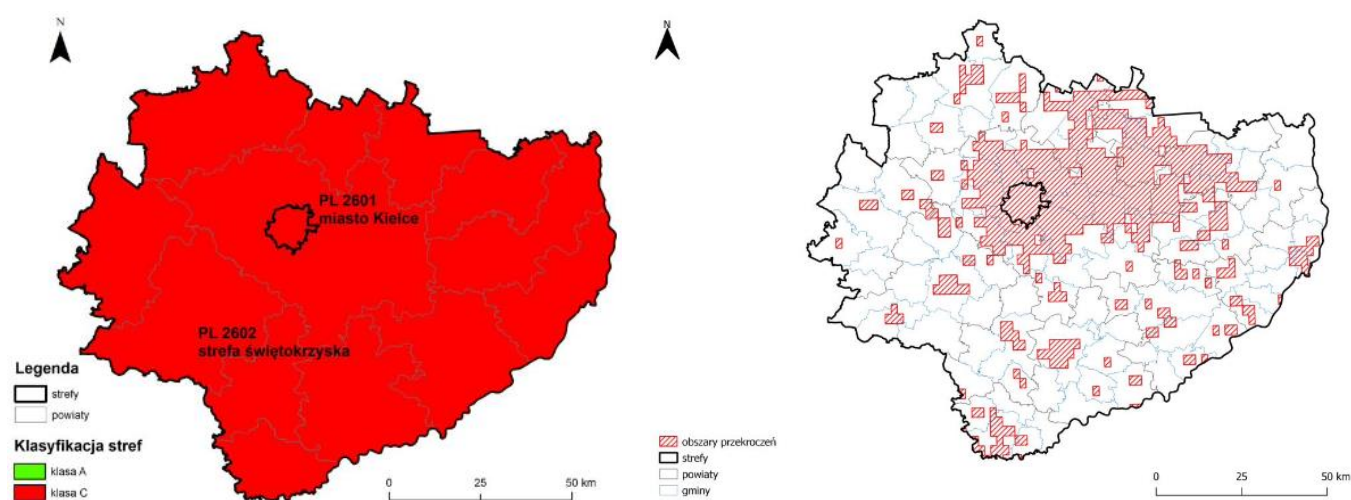 N
PL 2601
miasto Kielce
PL 2602
strefa świętokrzyska
Legenda
strefy
powiaty
Klasyfikacja stref
klasa A
klasa C
0 25 50 km
N
obszary przekroczeń
strefy
powiaty
gminy
0 25 50 km